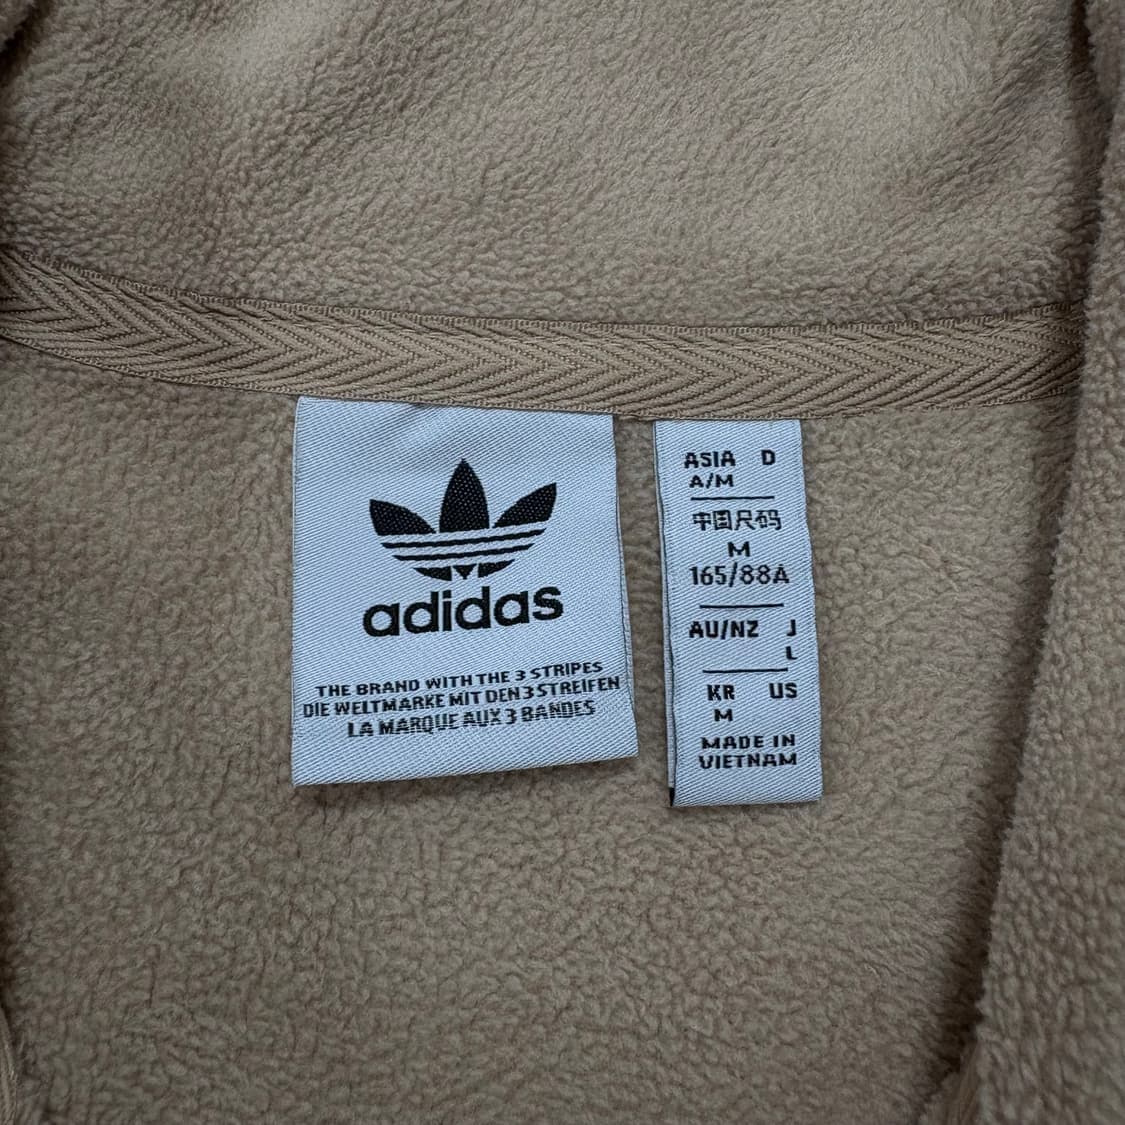 adidas
THE BRAND WITH THE 3 STRIPES
DIE WELTMARKE MIT DEN 3 STREIFEN
LA MARQUE AUX 3 BANDES
ASIA D
A/M
中国尺码
M
165/88A
AU/NZ J
L
KR US
M
MADE IN
VIETNAM